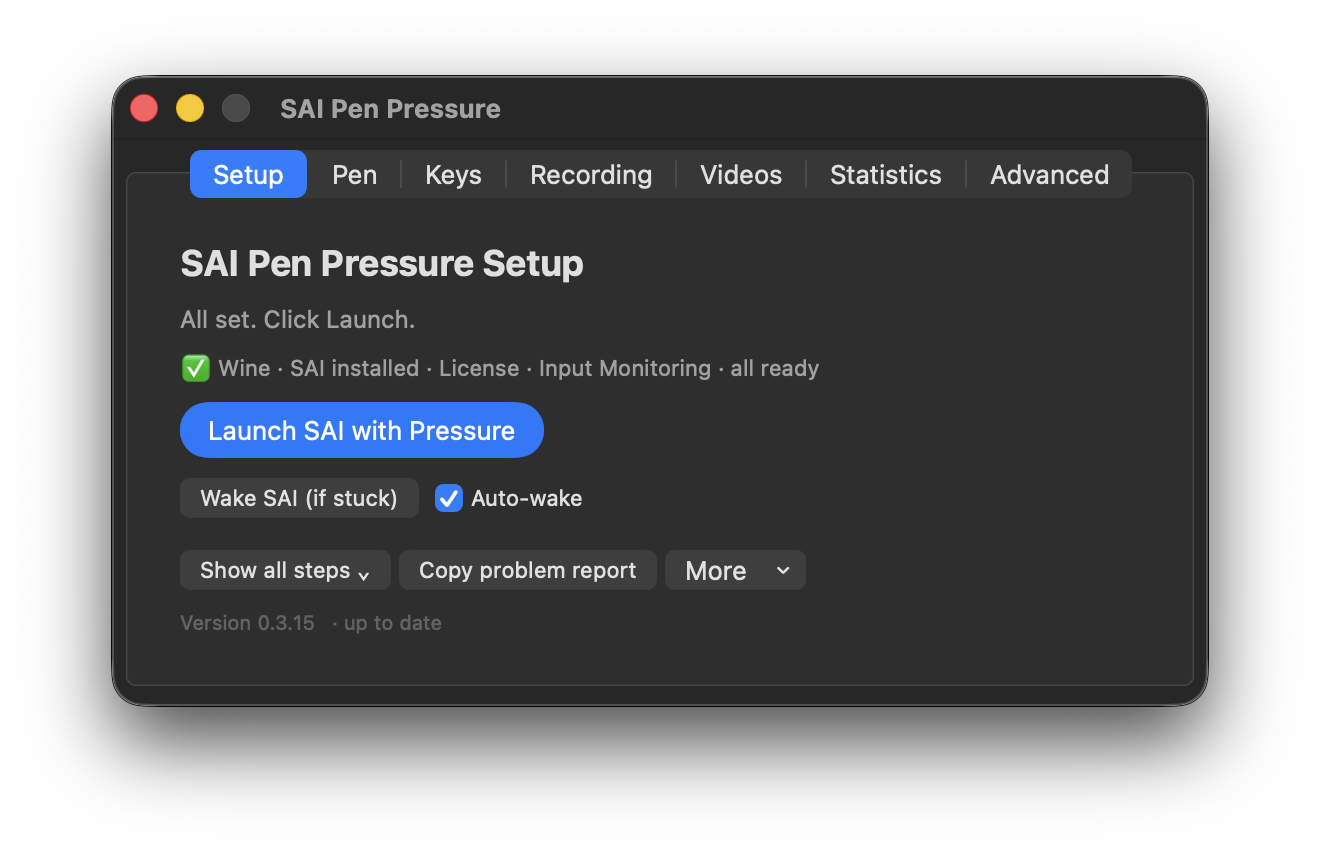 SAI Pen Pressure
Setup Pen Keys Recording Videos Statistics Advanced
SAI Pen Pressure Setup
All set. Click Launch.
✅ Wine · SAI installed · License · Input Monitoring · all ready
Launch SAI with Pressure
Wake SAI (if stuck) Auto-wake
Show all steps Copy problem report More
Version 0.3.15 · up to date